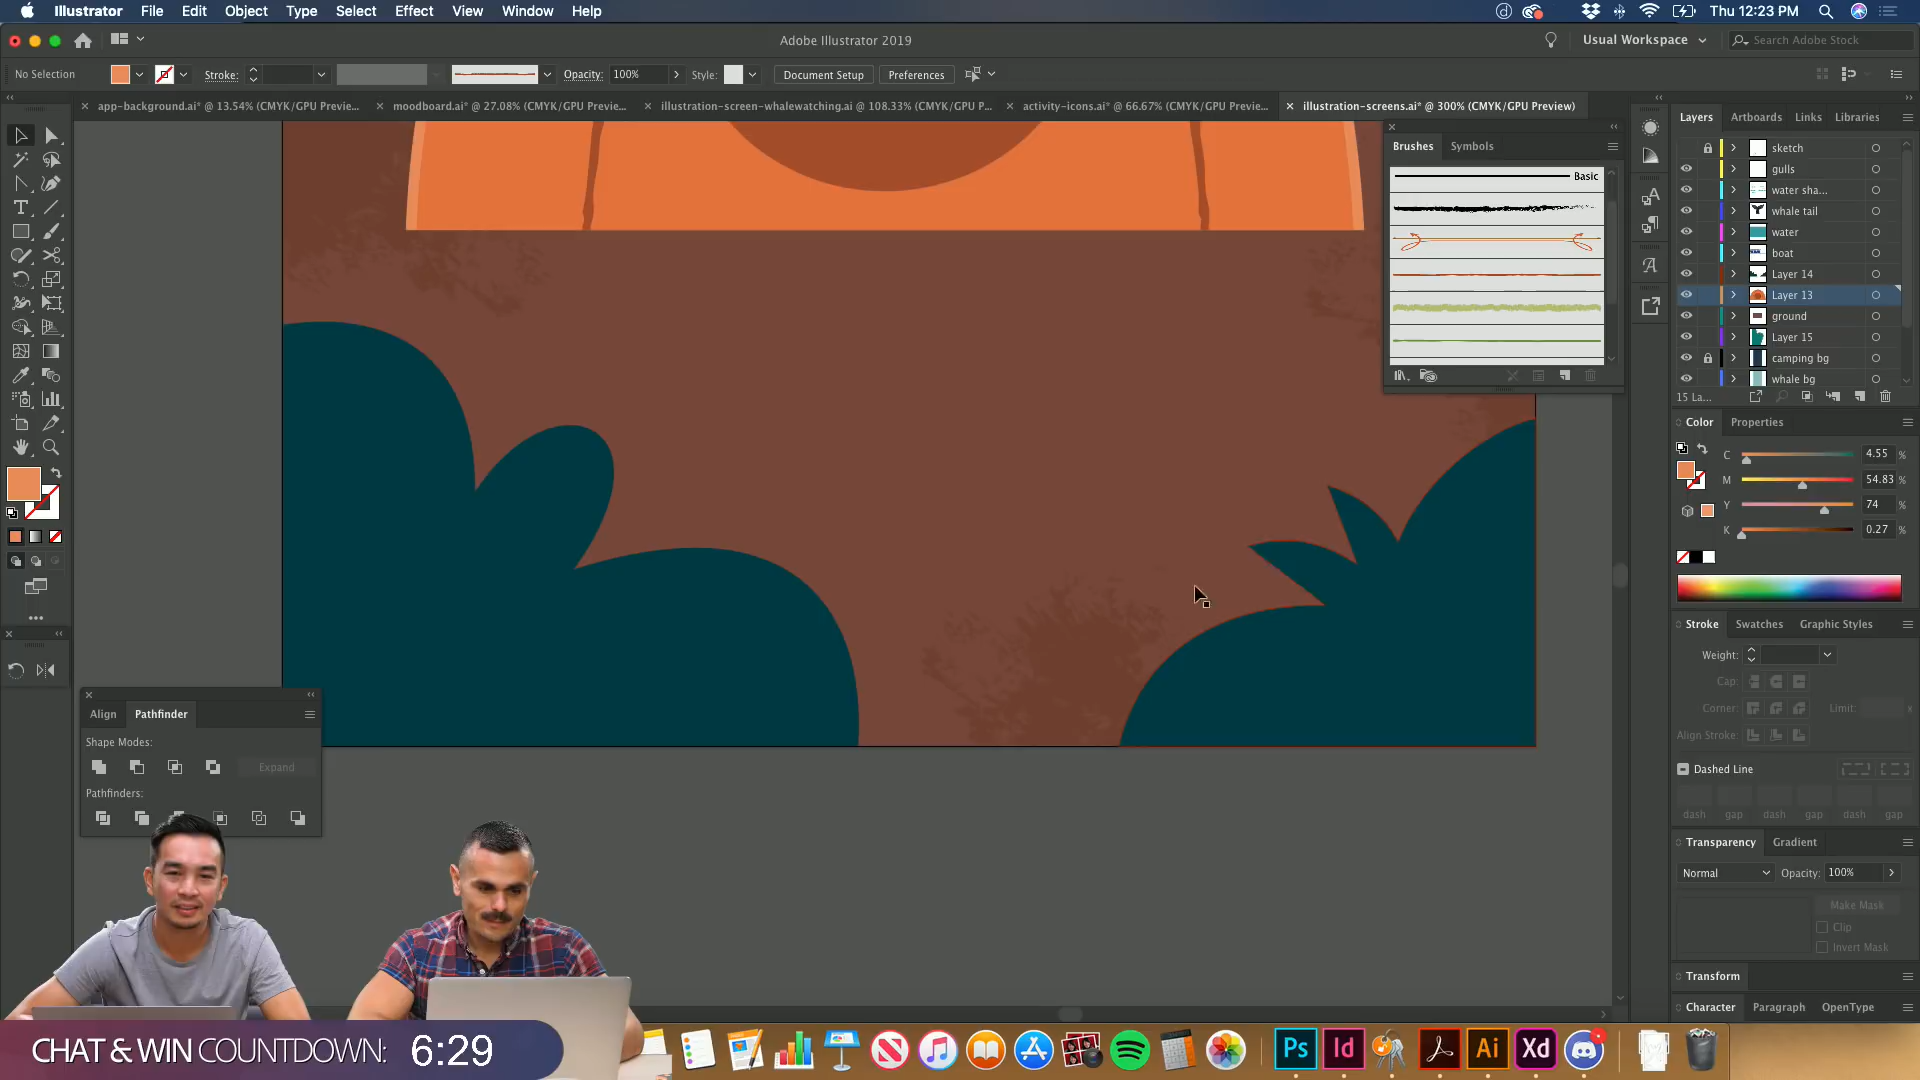 Illustrator File Edit Object Type Select Effect View Window Help
Thu 12:23 PM
Adobe Illustrator 2019
Usual Workspace
Search Adobe Stock
No Selection
Stroke:
Opacity: 100%
Style:
Document Setup
Preferences
app-background.ai* @ 13.54% (CMYK/GPU Previe...
moodboard.ai* @ 27.08% (CMYK/GPU Previe...
illustration-screen-whalewatching.ai @ 108.33% (CMYK/GPU P...
activity-icons.ai* @ 66.67% (CMYK/GPU Previe...
illustration-screens.ai* @ 300% (CMYK/GPU Preview)
Brushes Symbols
Basic
Layers Artboards Links Libraries
sketch
gulls
water sha...
whale tail
water
boat
Layer 14
Layer 13
ground
Layer 15
camping bg
whale bg
15 La...
Color Properties
C 4.55 %
M 54.83 %
Y 74 %
K 0.27 %
Stroke Swatches Graphic Styles
Weight:
Cap:
Corner: Limit: x
Align Stroke:
Dashed Line
dash gap dash gap dash gap
Transparency Gradient
Normal Opacity: 100%
Make Mask
Clip
Invert Mask
Transform
Character Paragraph OpenType
Align Pathfinder
Shape Modes:
Expand
Pathfinders:
CHAT & WIN COUNTDOWN: 6:29
Ps Id Ai Xd